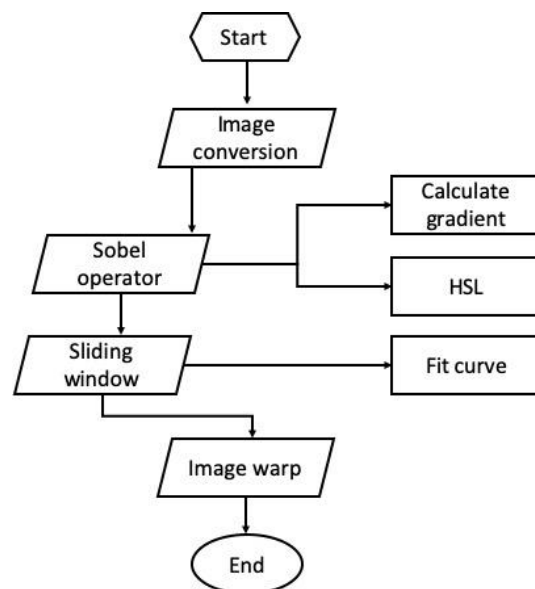 Start
Image
conversion
Calculate
gradient
Sobel
operator
HSL
Sliding
window
Fit curve
Image warp
End